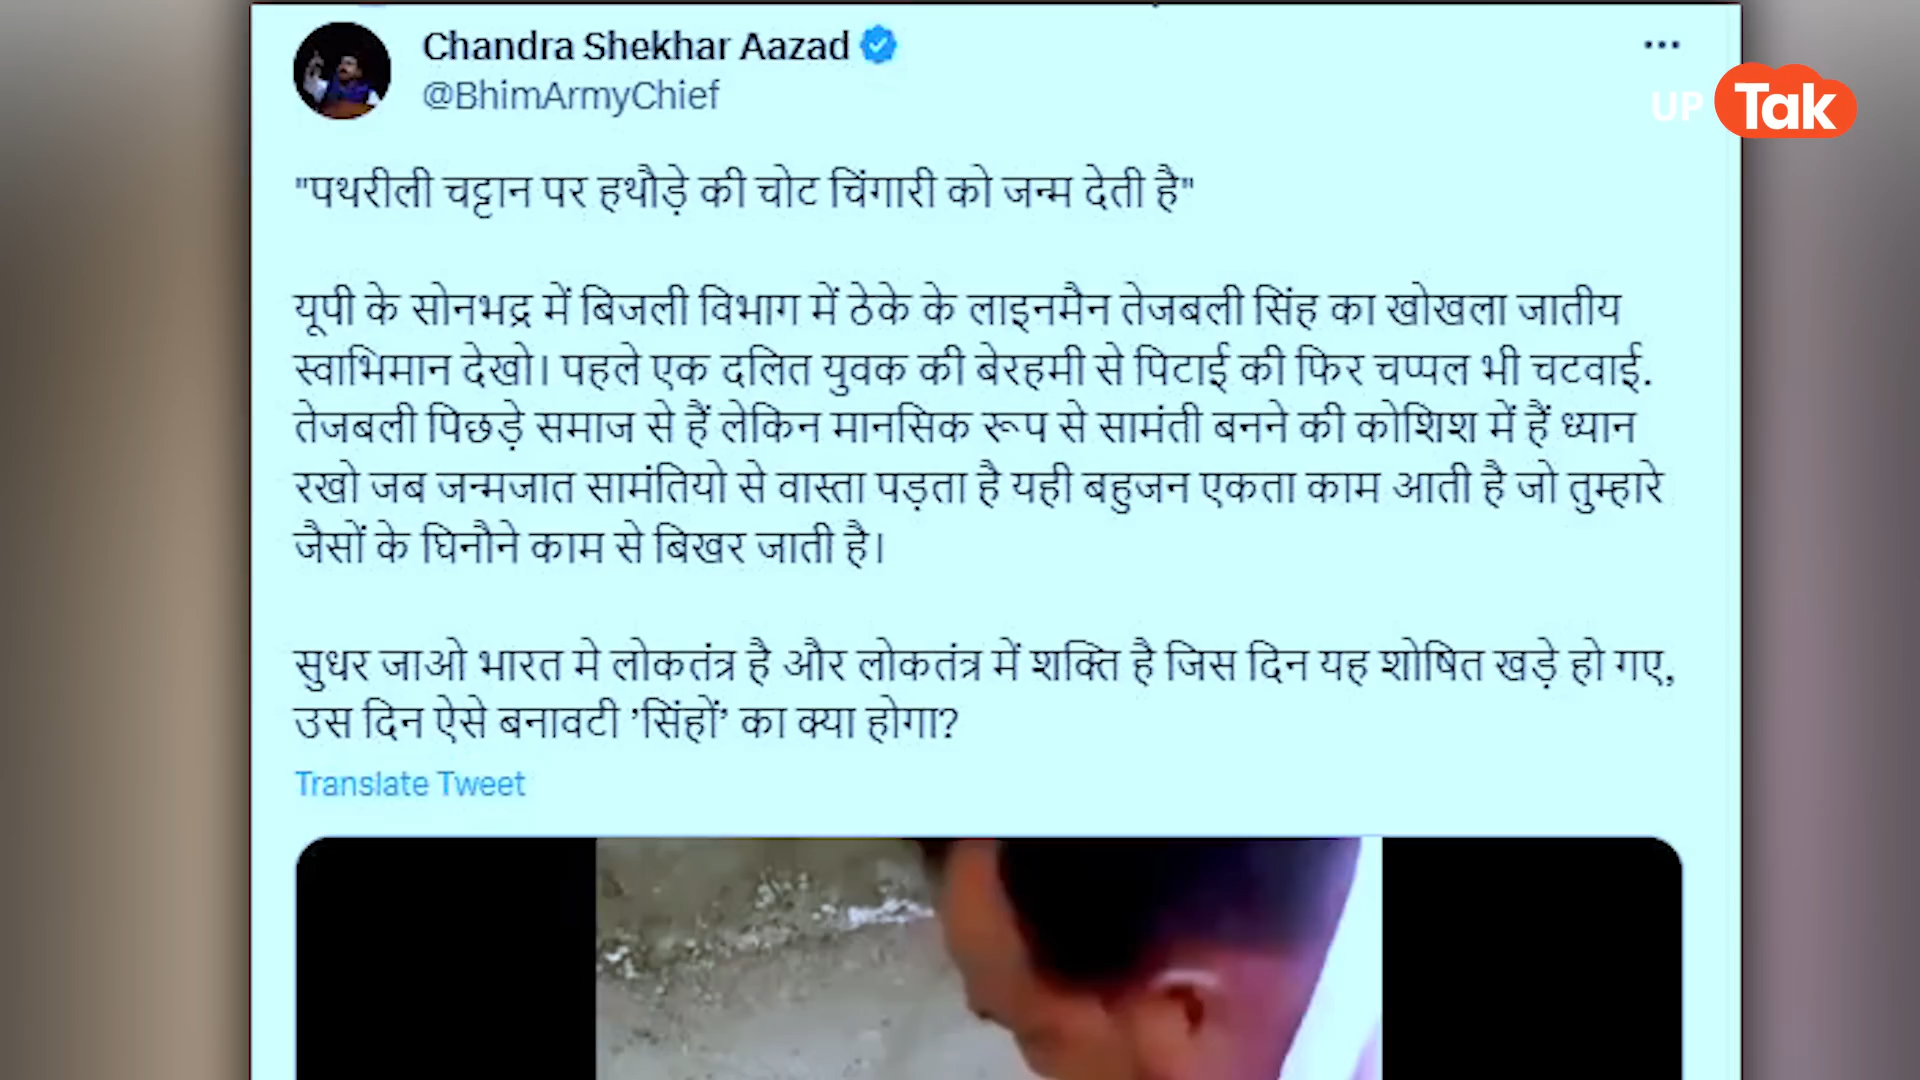 Chandra Shekhar Aazad
@BhimArmyChief
UP Tak
"पथरीली चट्टान पर हथौड़े की चोट चिंगारी को जन्म देती है"
यूपी के सोनभद्र में बिजली विभाग में ठेके के लाइनमैन तेजबली सिंह का खोखला जातीय
स्वाभिमान देखो। पहले एक दलित युवक की बेरहमी से पिटाई की फिर चप्पल भी चटवाई.
तेजबली पिछड़े समाज से हैं लेकिन मानसिक रूप से सामंती बनने की कोशिश में हैं ध्यान
रखो जब जन्मजात सामंतियो से वास्ता पड़ता है यही बहुजन एकता काम आती है जो तुम्हारे
जैसों के घिनौने काम से बिखर जाती है।
सुधर जाओ भारत मे लोकतंत्र है और लोकतंत्र में शक्ति है जिस दिन यह शोषित खड़े हो गए,
उस दिन ऐसे बनावटी 'सिंहों' का क्या होगा?
Translate Tweet